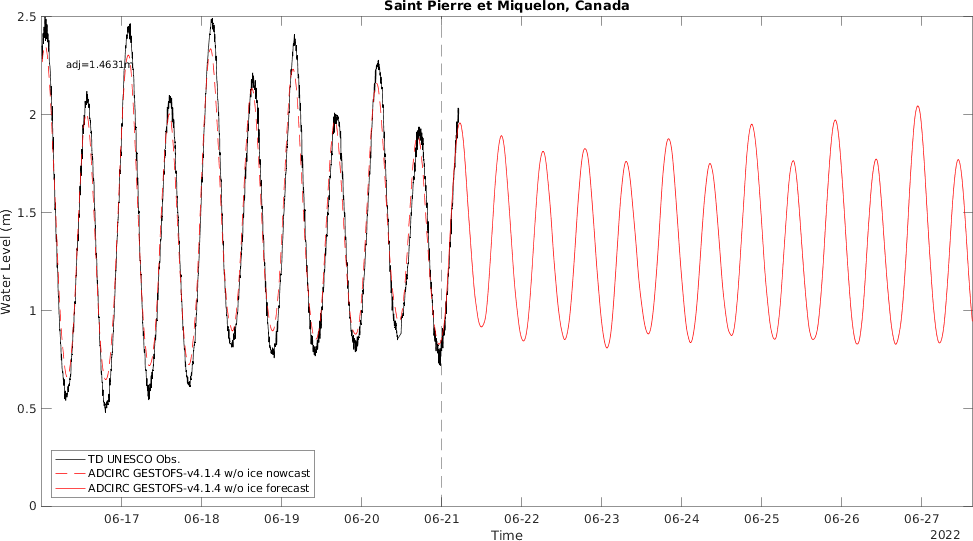 Saint Pierre et Miquelon, Canada
2.5
adj=1.4631m
2
1.5
Water Level (m)
1
0.5
TD UNESCO Obs.
ADCIRC GESTOFS-v4.1.4 w/o ice nowcast
ADCIRC GESTOFS-v4.1.4 w/o ice forecast
0
06-17 06-18 06-19 06-20 06-21 06-22 06-23 06-24 06-25 06-26 06-27
Time
2022